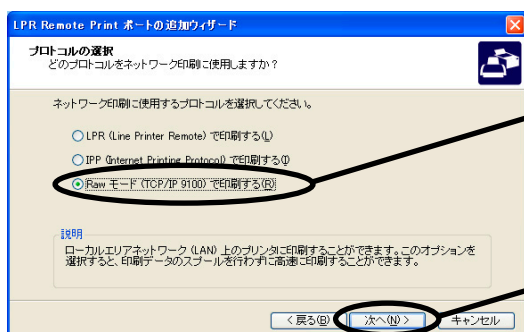 LPR Remote Print ポートの追加ウィザード
プロトコルの選択
どのプロトコルをネットワーク印刷に使用しますか？
ネットワーク印刷に使用するプロトコルを選択してください。
LPR (Line Printer Remote) で印刷する(L)
IPP (Internet Printing Protocol) で印刷する(I)
Raw モード (TCP/IP 9100) で印刷する(R)
説明
ローカルエリアネットワーク (LAN) 上のプリンタに印刷することができます。このオプションを
選択すると、印刷データのスプールを行わずに高速に印刷することができます。
< 戻る(B) 次へ(N) > キャンセル